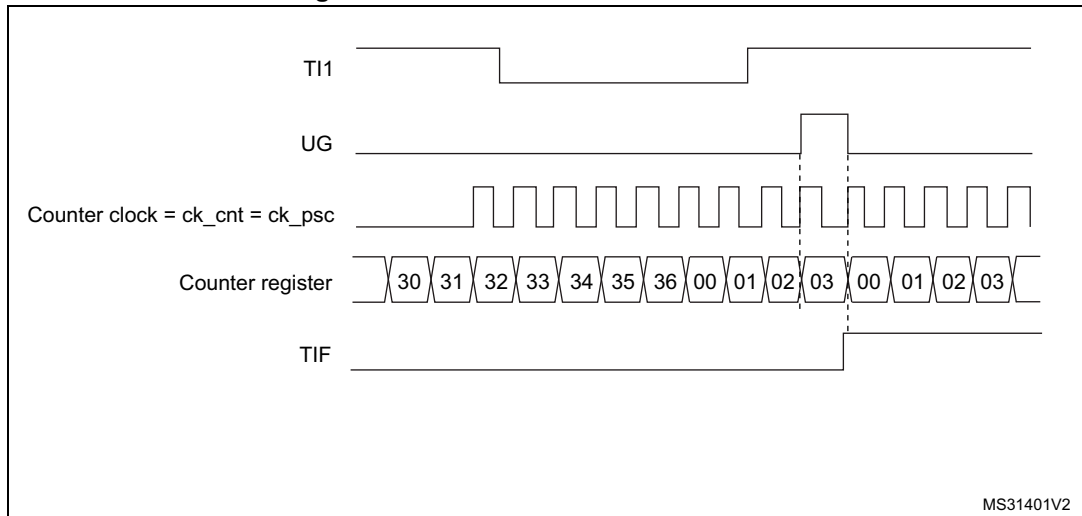 TI1
UG
Counter clock = ck_cnt = ck_psc
Counter register 30 31 32 33 34 35 36 00 01 02 03 00 01 02 03
TIF
MS31401V2